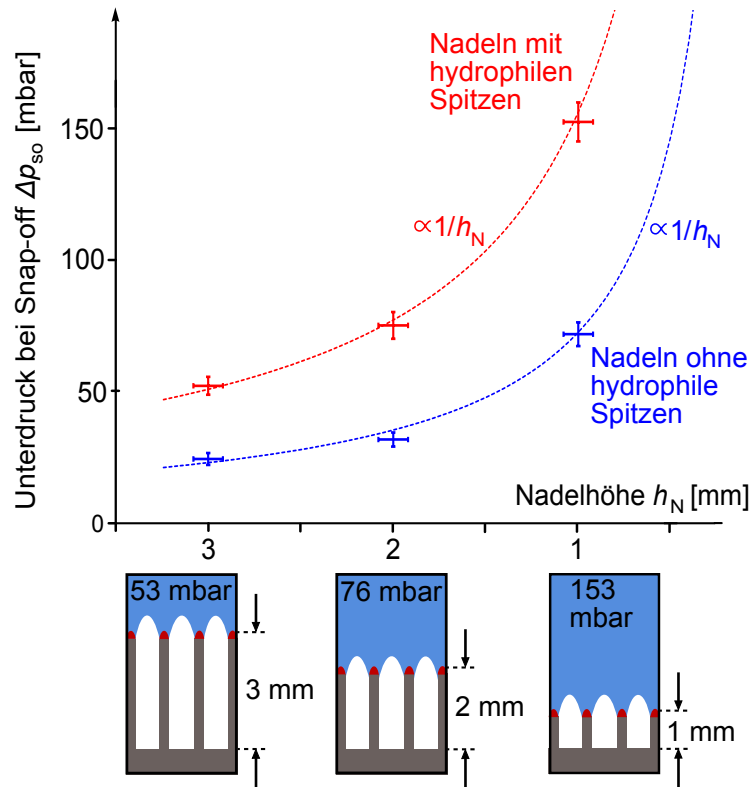 Unterdruck bei Snap-off Δpso [mbar]
150
100
50
0
Nadeln mit
hydrophilen
Spitzen
∝1/hN
∝1/hN
Nadeln ohne
hydrophile
Spitzen
Nadelhöhe hN [mm]
3
2
1
53 mbar
76 mbar
153
mbar
3 mm
2 mm
1 mm